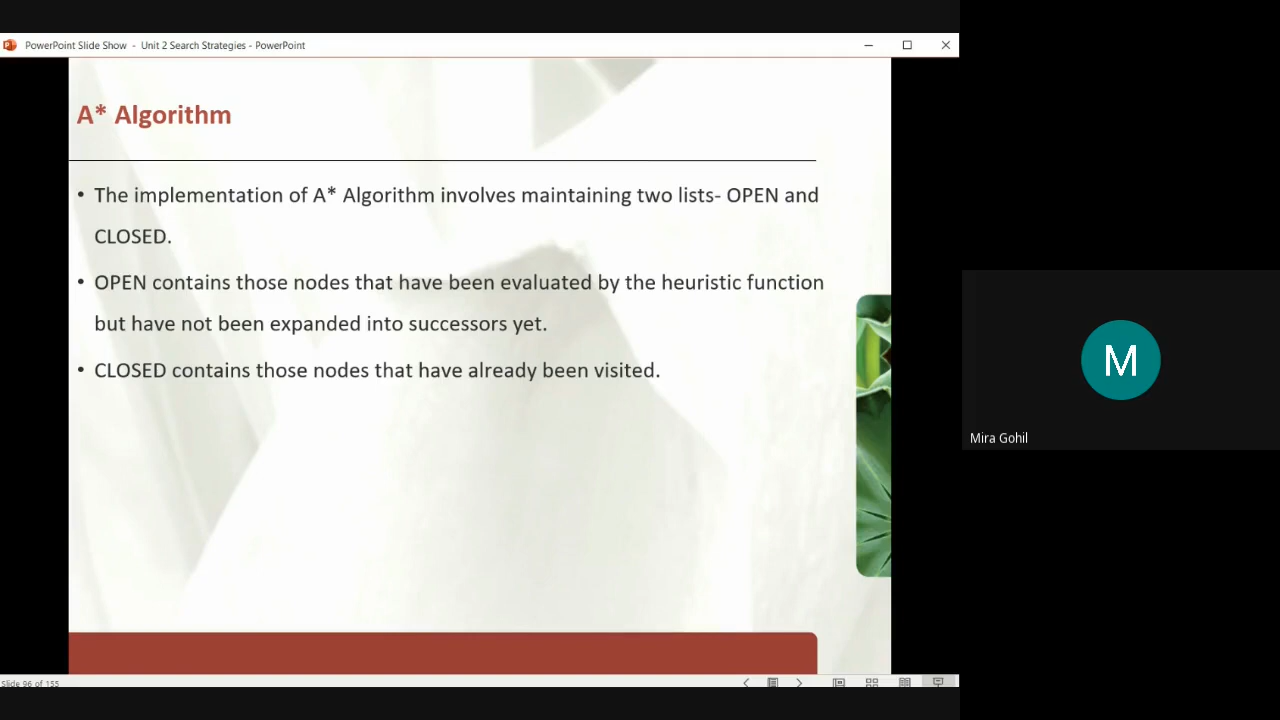 PowerPoint Slide Show - Unit 2 Search Strategies - PowerPoint
A* Algorithm
• The implementation of A* Algorithm involves maintaining two lists- OPEN and
CLOSED.
• OPEN contains those nodes that have been evaluated by the heuristic function
but have not been expanded into successors yet.
• CLOSED contains those nodes that have already been visited.
M
Mira Gohil
Slide 96 of 155